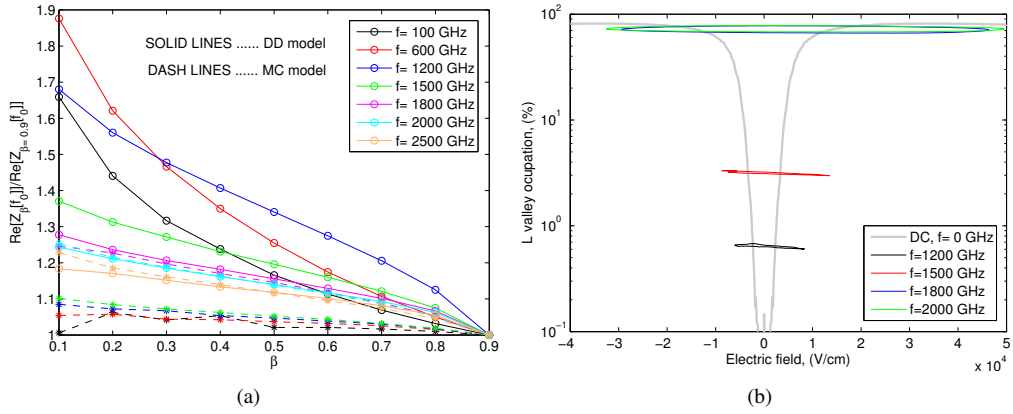 1.9
1.8
1.7
1.6
1.5
1.4
1.3
1.2
1.1
1
Re[Z_β[f_0]]/Re[Z_{β= 0.9}[f_0]]
SOLID LINES ...... DD model
DASH LINES ...... MC model
f= 100 GHz
f= 600 GHz
f= 1200 GHz
f= 1500 GHz
f= 1800 GHz
f= 2000 GHz
f= 2500 GHz
0.1 0.2 0.3 0.4 0.5 0.6 0.7 0.8 0.9
β
(a)
10^2
10^1
10^0
10^−1
L valley ocupation, (%)
DC, f= 0 GHz
f=1200 GHz
f=1500 GHz
f=1800 GHz
f=2000 GHz
−4 −3 −2 −1 0 1 2 3 4 5
Electric field, (V/cm)
x 10^4
(b)